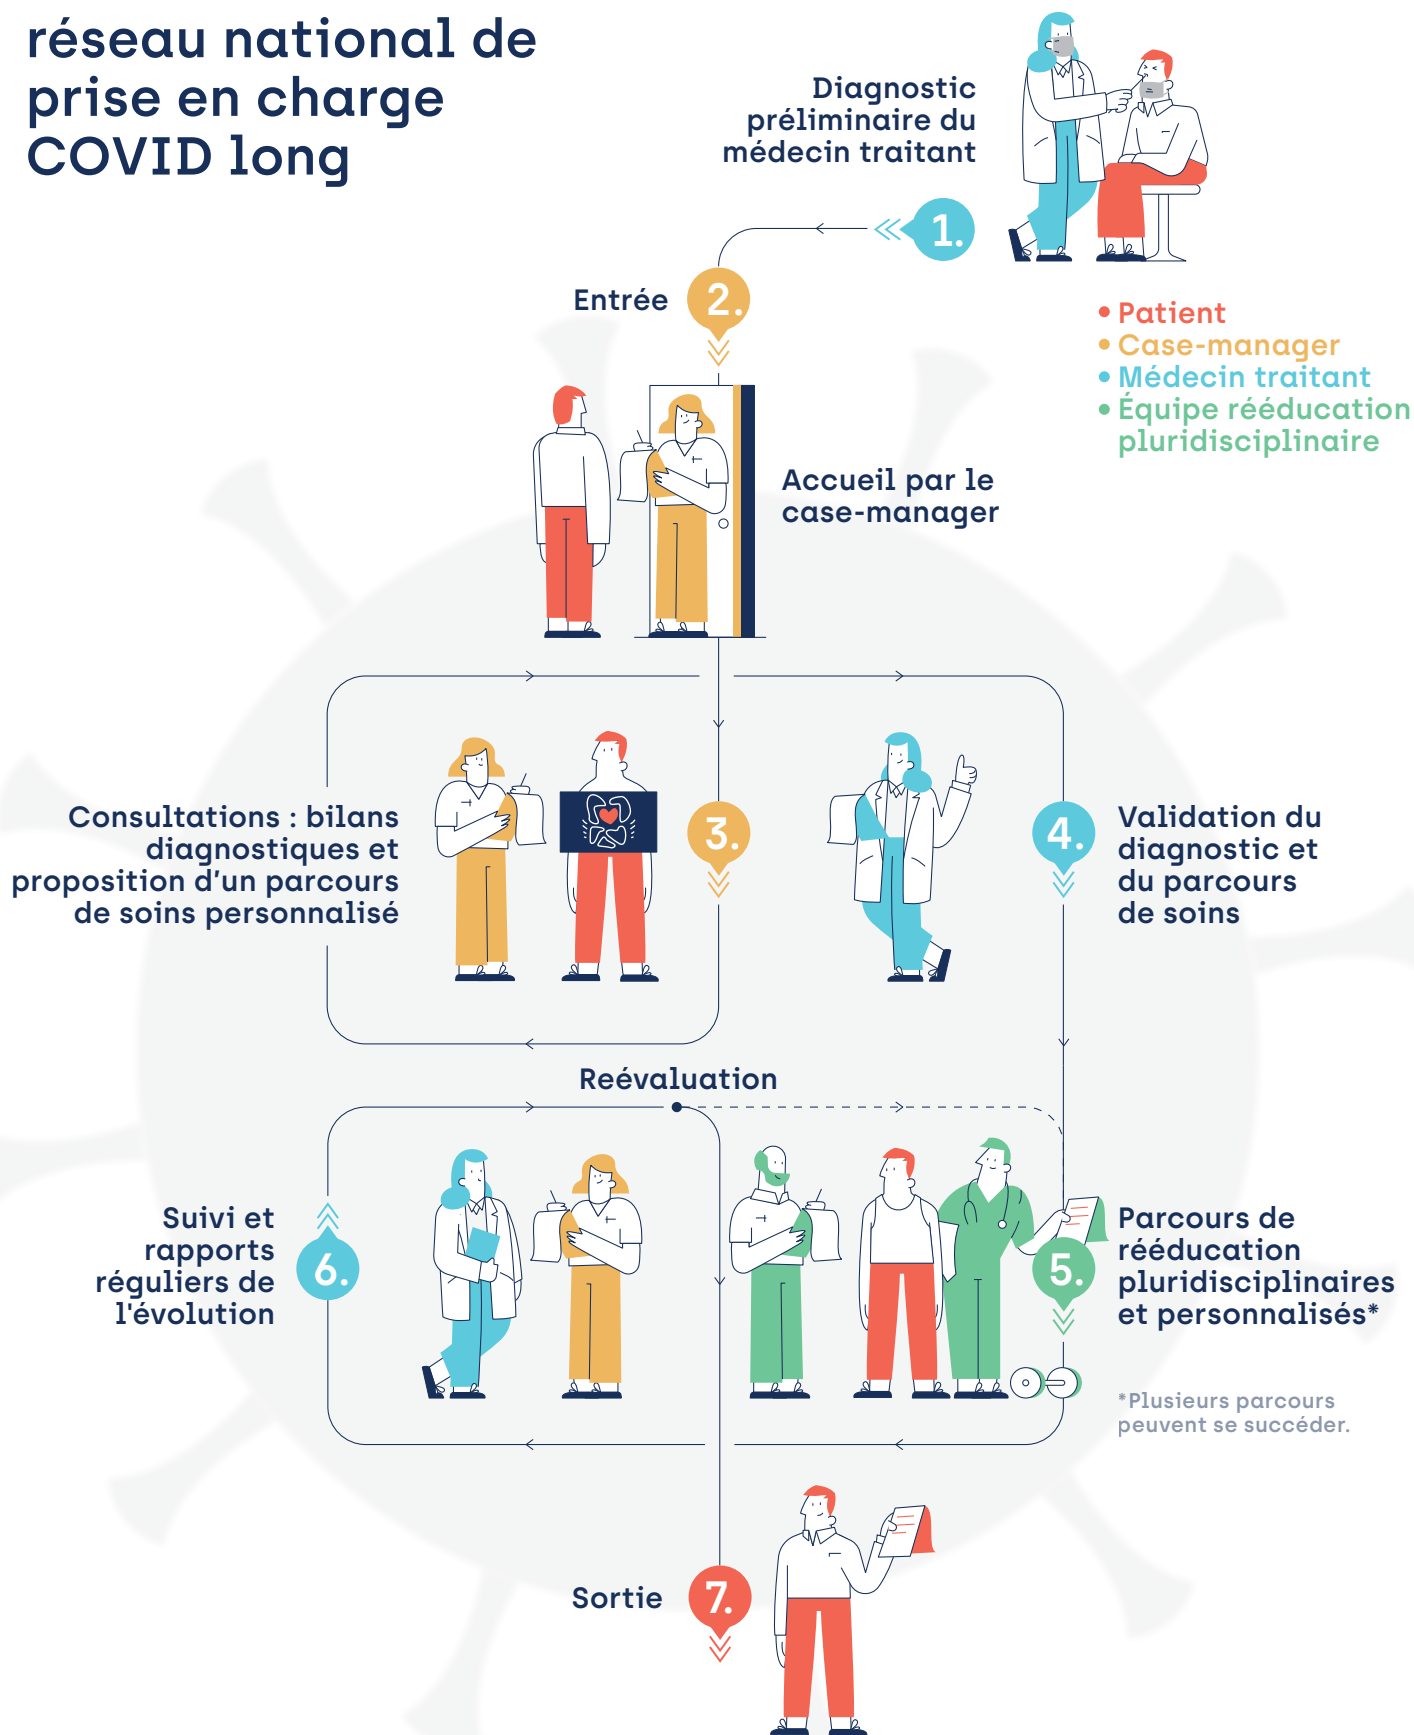 réseau national de
prise en charge
COVID long
Diagnostic
préliminaire du
médecin traitant
1.
Entrée
2.
• Patient
• Case-manager
• Médecin traitant
• Équipe rééducation
pluridisciplinaire
Accueil par le
case-manager
Consultations : bilans
diagnostiques et
proposition d'un parcours
de soins personnalisé
3.
4.
Validation du
diagnostic et
du parcours
de soins
Reévaluation
Suivi et
rapports
réguliers de
l'évolution
6.
5.
Parcours de
rééducation
pluridisciplinaires
et personnalisés*
*Plusieurs parcours
peuvent se succéder.
Sortie
7.